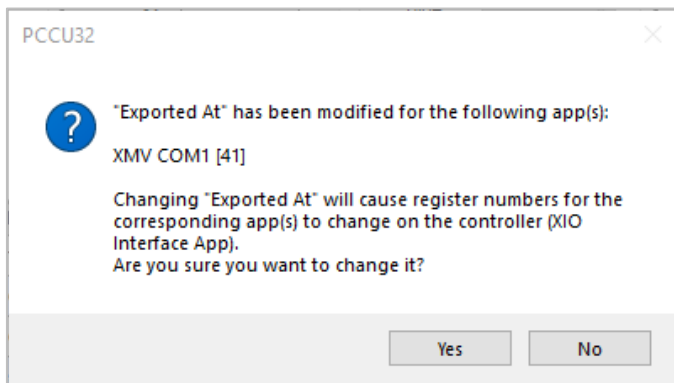 PCCU32
"Exported At" has been modified for the following app(s):
XMV COM1 [41]
Changing "Exported At" will cause register numbers for the
corresponding app(s) to change on the controller (XIO
Interface App).
Are you sure you want to change it?
Yes
No